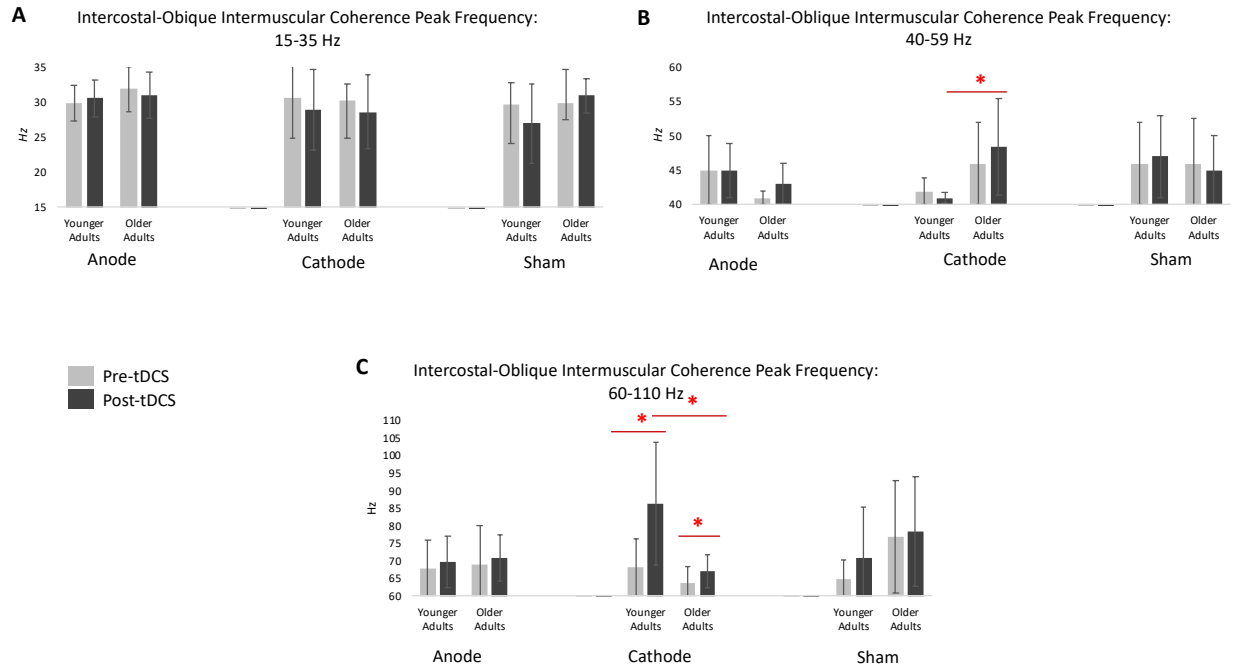 A
Intercostal-Obique Intermuscular Coherence Peak Frequency:
15-35 Hz
35
30
25
20
15
Hz
Younger
Adults
Older
Adults
Younger
Adults
Older
Adults
Younger
Adults
Older
Adults
Anode
Cathode
Sham
B
Intercostal-Oblique Intermuscular Coherence Peak Frequency:
40-59 Hz
60
55
50
45
40
Hz
*
Younger
Adults
Older
Adults
Younger
Adults
Older
Adults
Younger
Adults
Older
Adults
Anode
Cathode
Sham
Pre-tDCS
Post-tDCS
C
Intercostal-Oblique Intermuscular Coherence Peak Frequency:
60-110 Hz
*
*
*
110
105
100
95
90
85
80
75
70
65
60
Hz
Younger
Adults
Older
Adults
Younger
Adults
Older
Adults
Younger
Adults
Older
Adults
Anode
Cathode
Sham